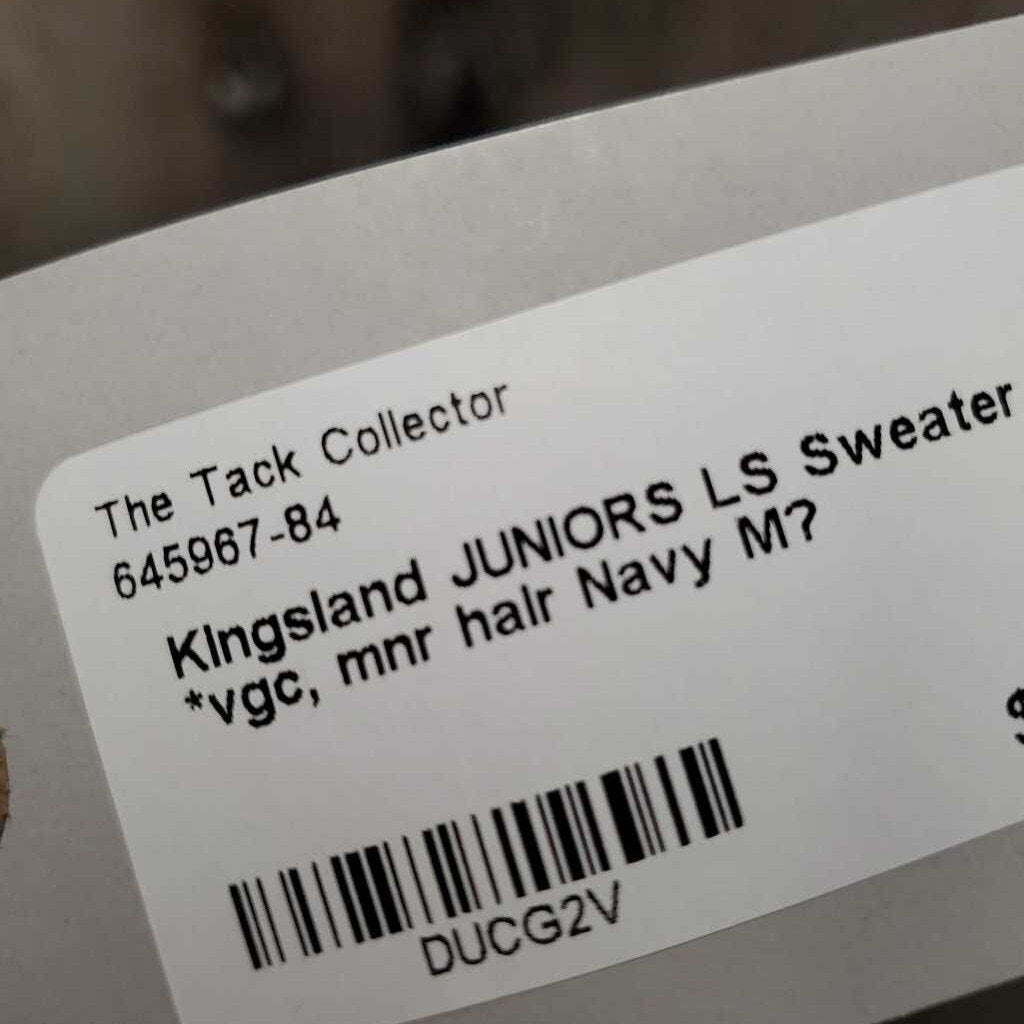 The Tack Collector
645967-84
Kingsland JUNIORS LS Sweater
*vgc, mnr hair Navy M?
$
DUCG2V